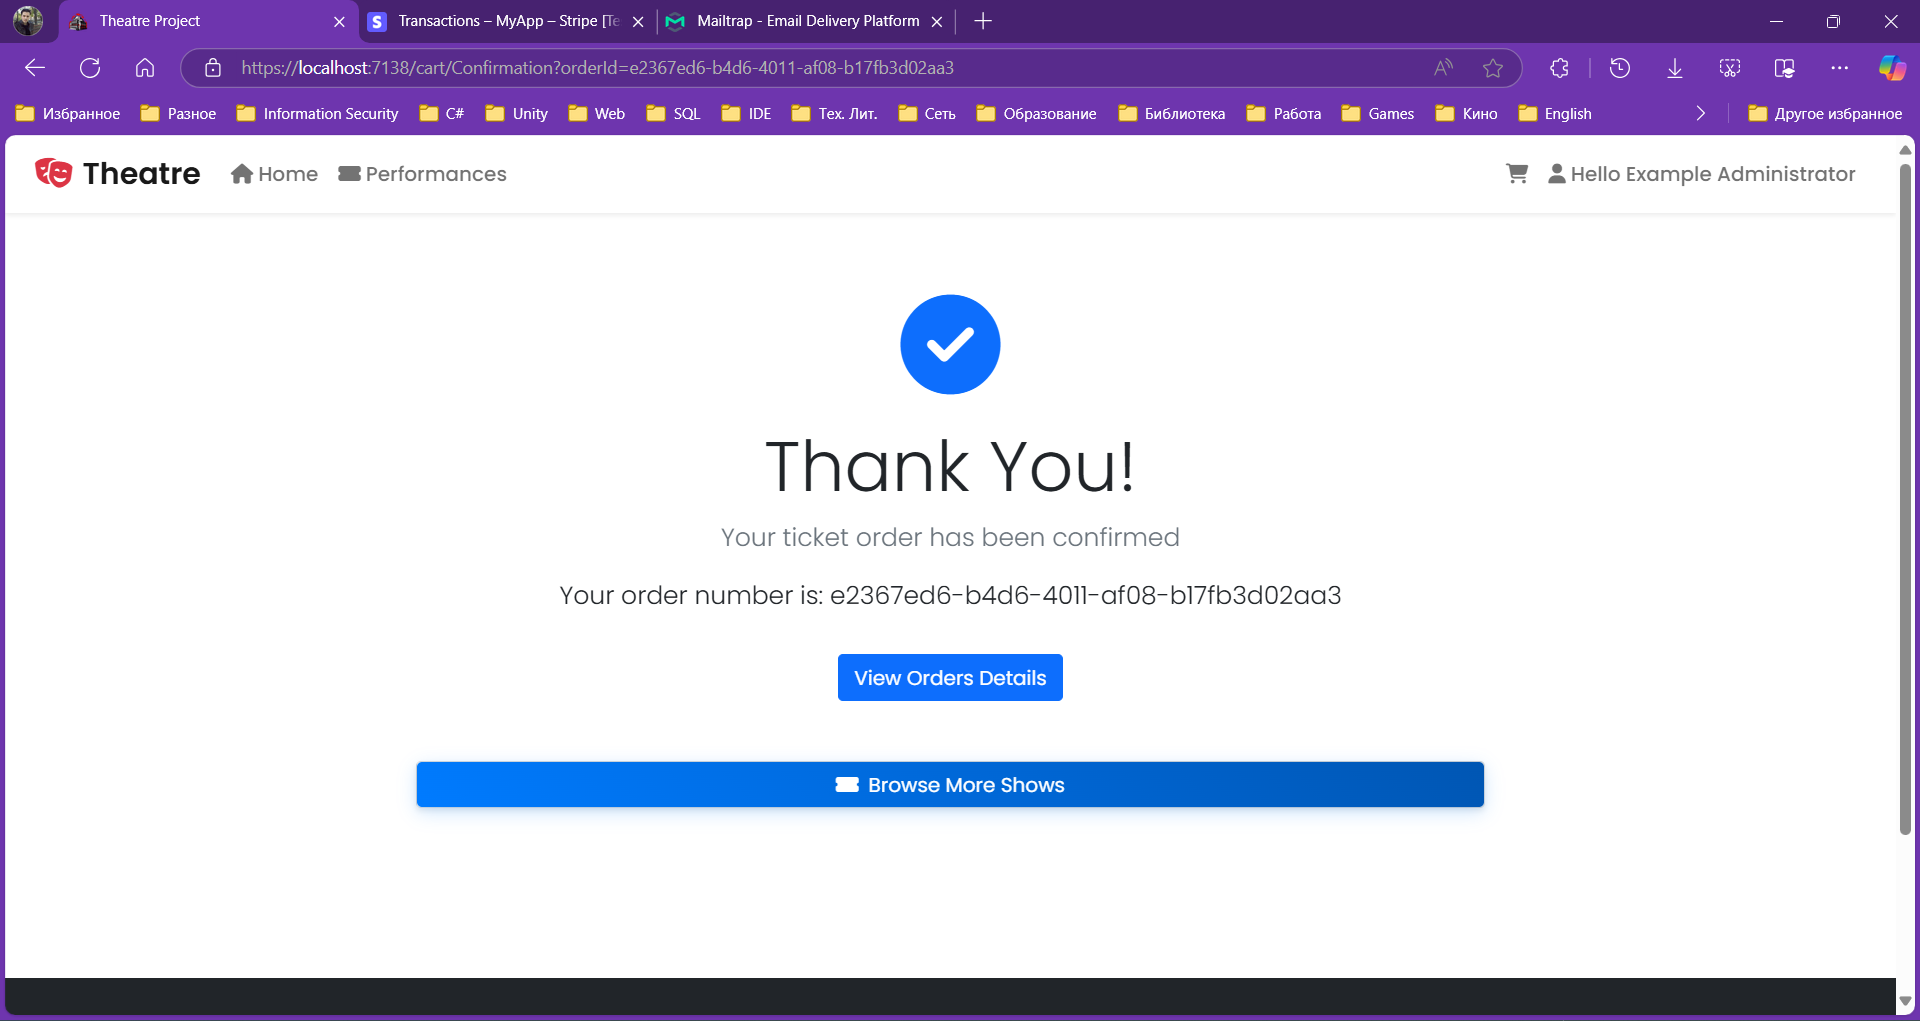 Theatre Project
Transactions – MyApp – Stripe [Te
Mailtrap - Email Delivery Platform
https://localhost:7138/cart/Confirmation?orderId=e2367ed6-b4d6-4011-af08-b17fb3d02aa3
Избранное Разное Information Security C# Unity Web SQL IDE Тех. Лит. Сеть Образование Библиотека Работа Games Кино English Другое избранное
Theatre Home Performances Hello Example Administrator
Thank You!
Your ticket order has been confirmed
Your order number is: e2367ed6-b4d6-4011-af08-b17fb3d02aa3
View Orders Details
Browse More Shows